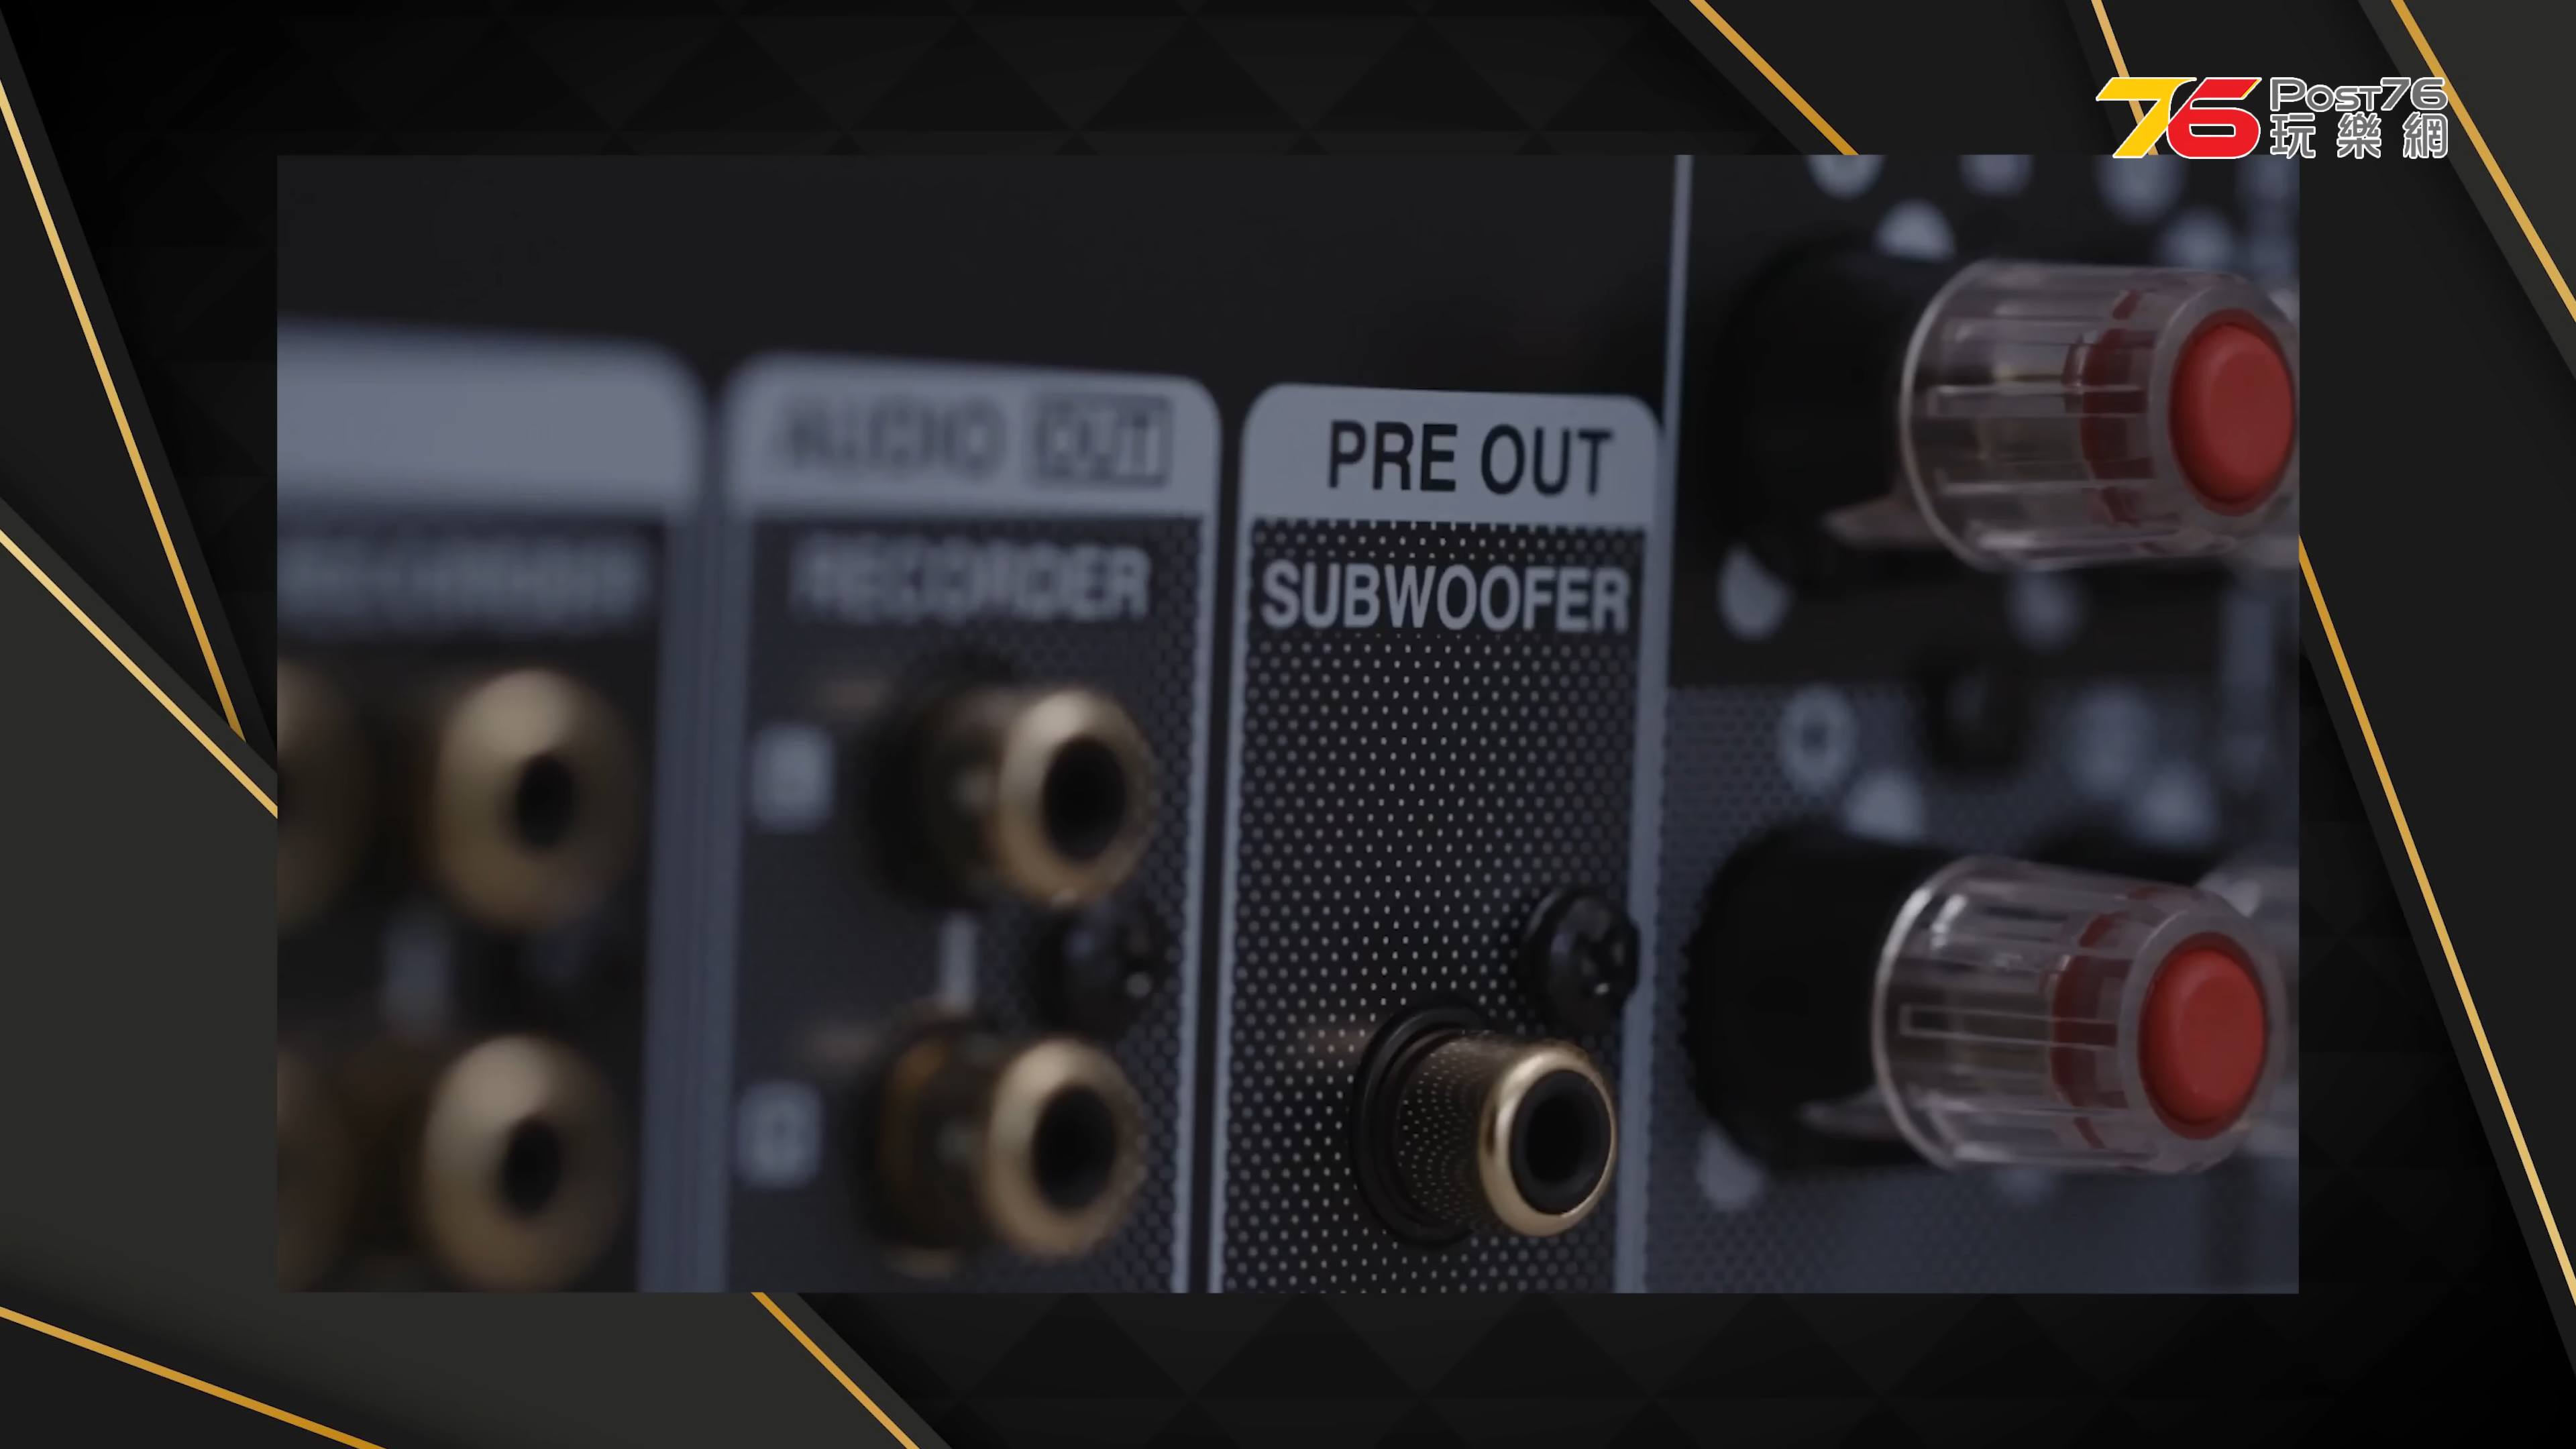 76 Post76
玩樂網
AUDIO OUT
PRE OUT
RECORDER
SUBWOOFER